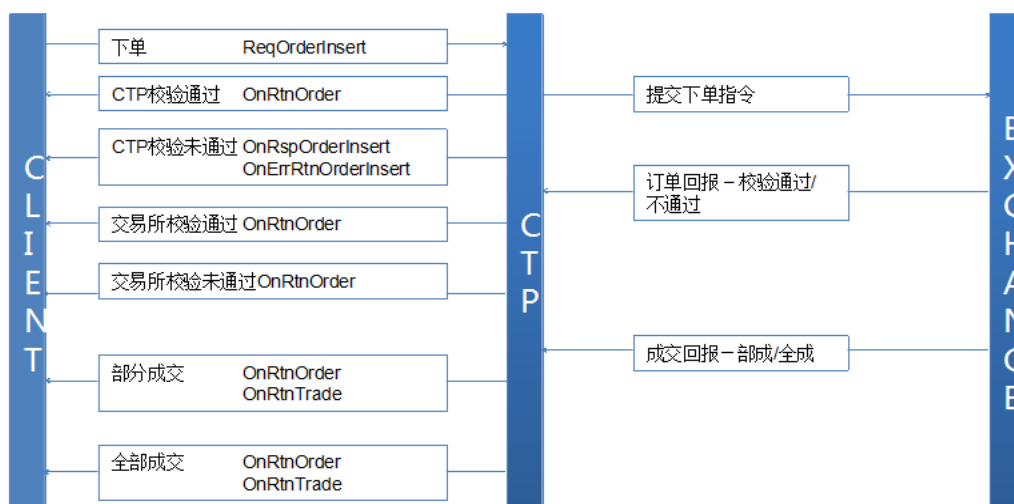 下单 ReqOrderInsert
CTP校验通过 OnRtnOrder
CTP校验未通过 OnRspOrderInsert
OnErrRtnOrderInsert
交易所校验通过 OnRtnOrder
交易所校验未通过OnRtnOrder
部分成交 OnRtnOrder
OnRtnTrade
全部成交 OnRtnOrder
OnRtnTrade
CLIENT
CTP
提交下单指令
订单回报－校验通过/
不通过
成交回报－部成/全成
EXCHANGE